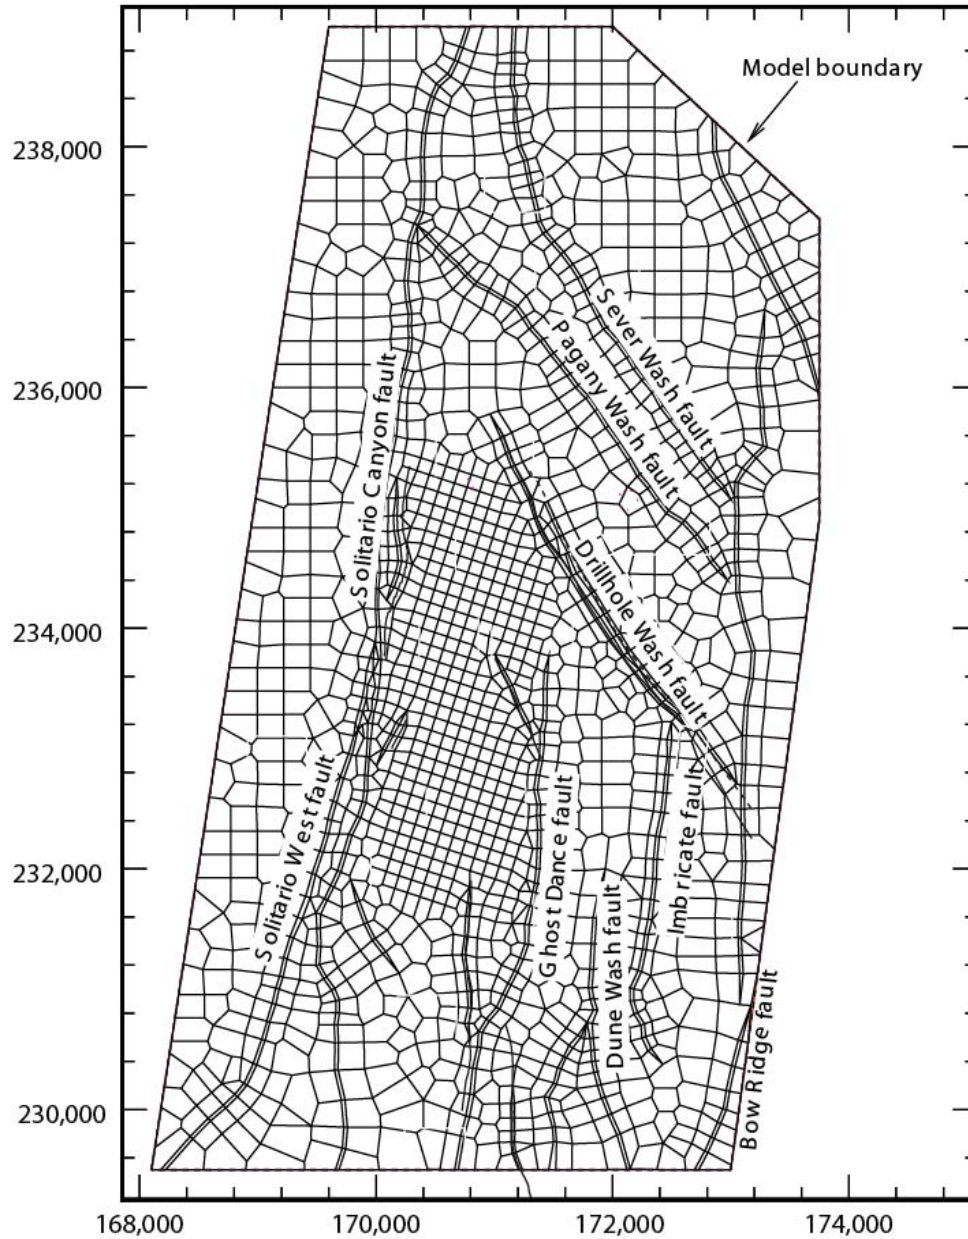 Model boundary
238,000
236,000
234,000
232,000
230,000
Sever Wash fault
Pagany Wash fault
Solitario Canyon fault
Drillhole Wash fault
Solitario West fault
Ghost Dance fault
Imbricate fault
Dune Wash fault
Bow Ridge fault
168,000
170,000
172,000
174,000